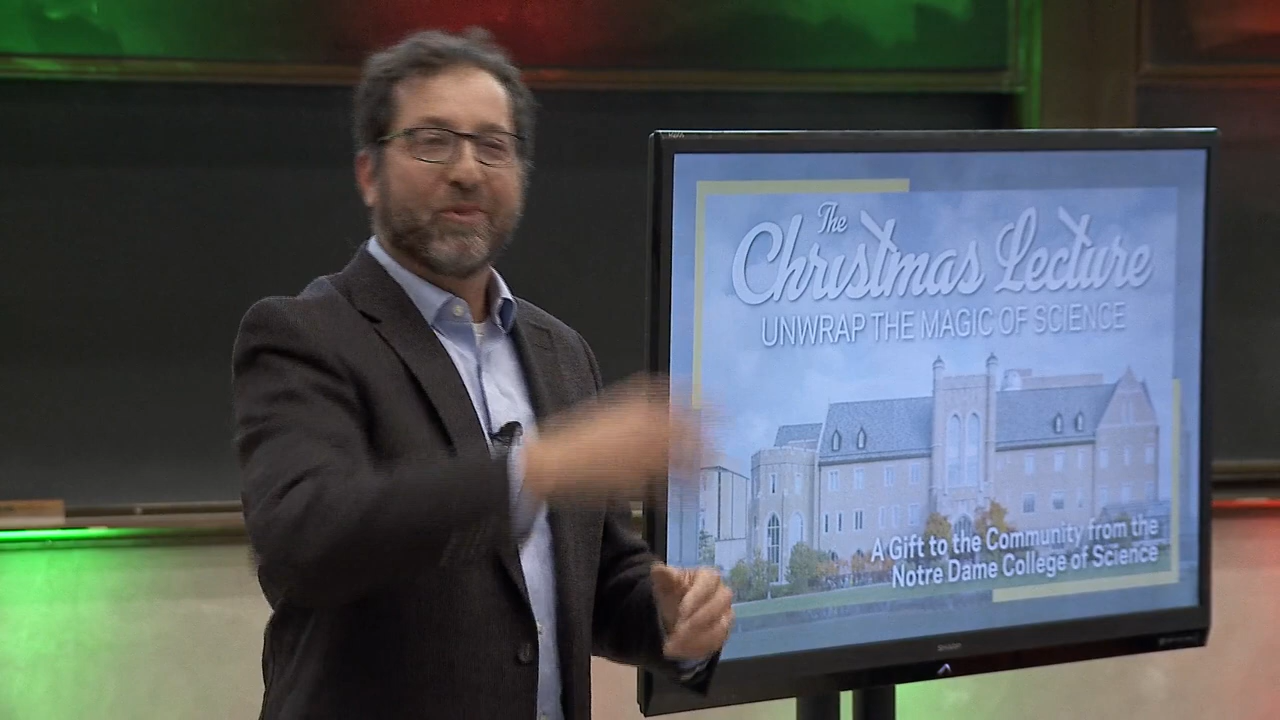 The
Christmas Lecture
UNWRAP THE MAGIC OF SCIENCE
A Gift to the Community from the
Notre Dame College of Science
SHARP